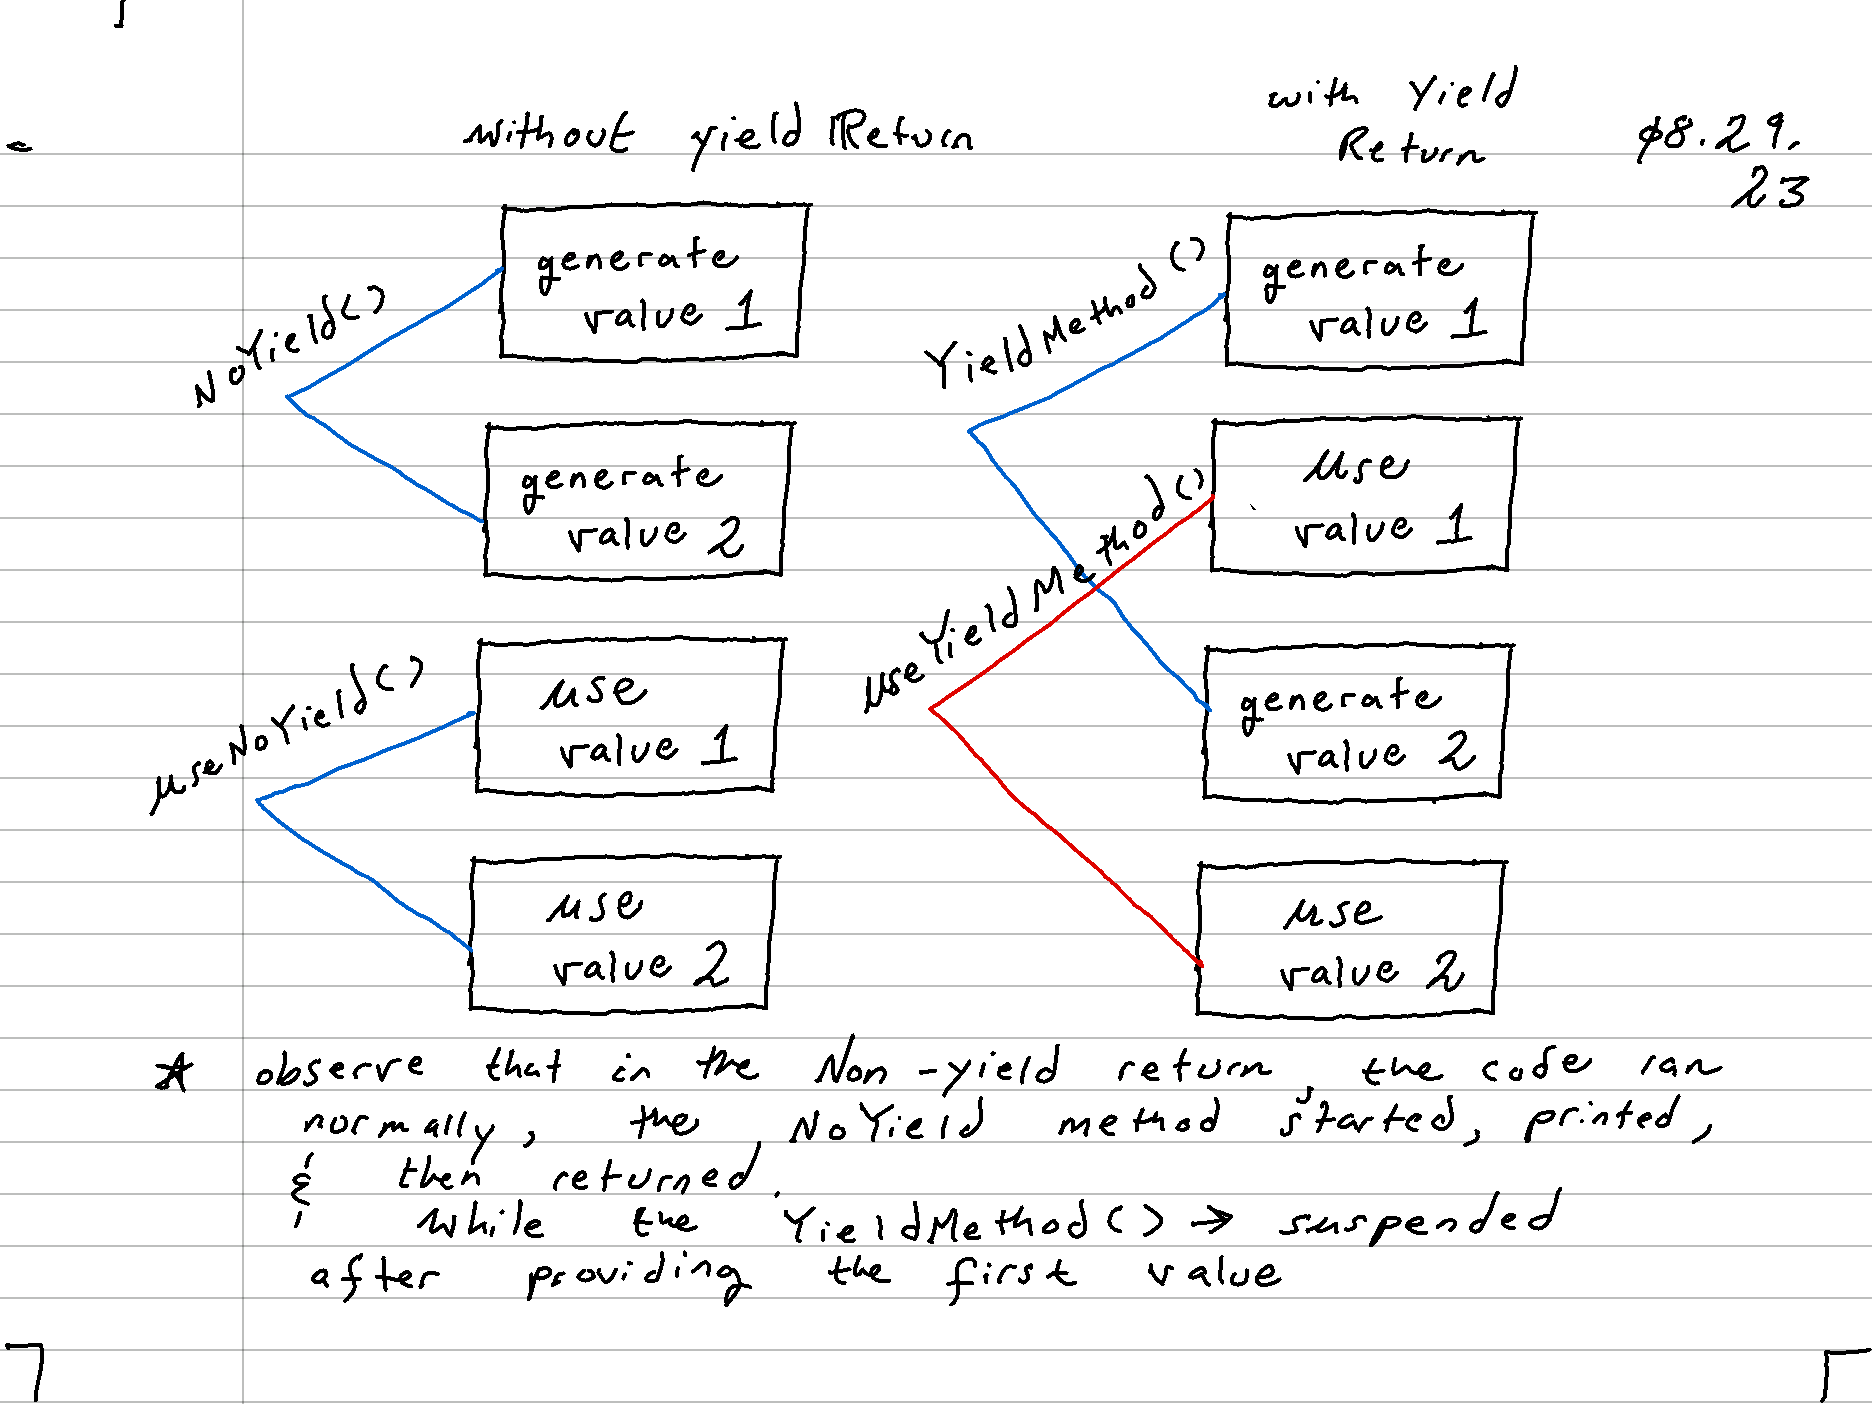 without yield Return
with Yield
Return
08.29.
23
NoYield()
generate
value 1
generate
value 2
useNoYield()
use
value 1
use
value 2
YieldMethod()
generate
value 1
useYieldMethod()
use
value 1
generate
value 2
use
value 2
☆ observe that in the Non-yield return, the code ran
normally, the NoYield method started, printed,
& then returned.
while the YieldMethod() → suspended
after providing the first value